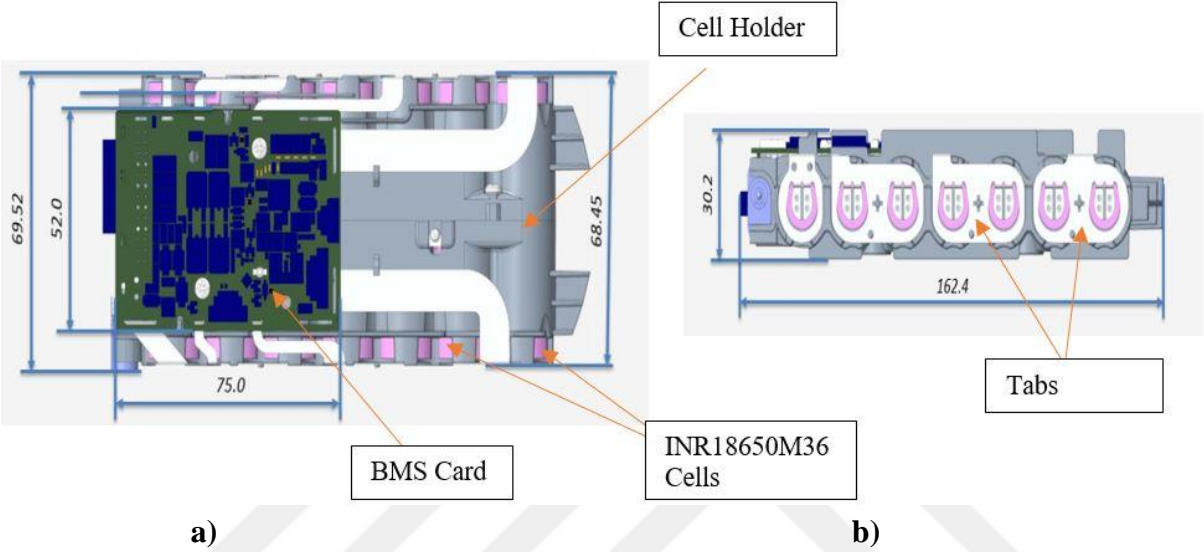 Cell Holder
69.52
52.0
68.45
75.0
30.2
162.4
Tabs
BMS Card
INR18650M36
Cells
a)
b)